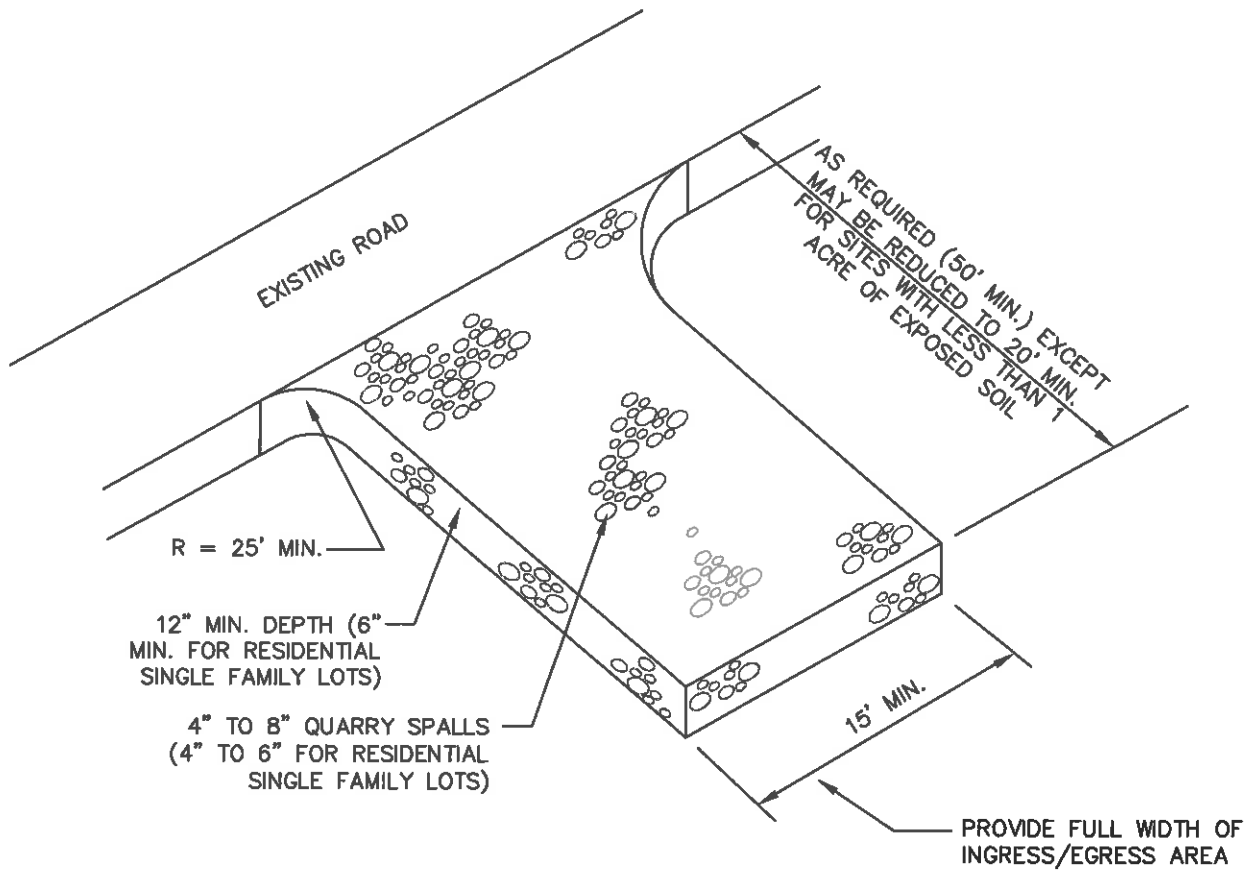 EXISTING ROAD
AS REQUIRED (50' MIN.) EXCEPT
MAY BE REDUCED TO 20' MIN.
FOR SITES WITH LESS THAN 1
ACRE OF EXPOSED SOIL
R = 25' MIN.
12" MIN. DEPTH (6"
MIN. FOR RESIDENTIAL
SINGLE FAMILY LOTS)
4" TO 8" QUARRY SPALLS
(4" TO 6" FOR RESIDENTIAL
SINGLE FAMILY LOTS)
15' MIN.
PROVIDE FULL WIDTH OF
INGRESS/EGRESS AREA